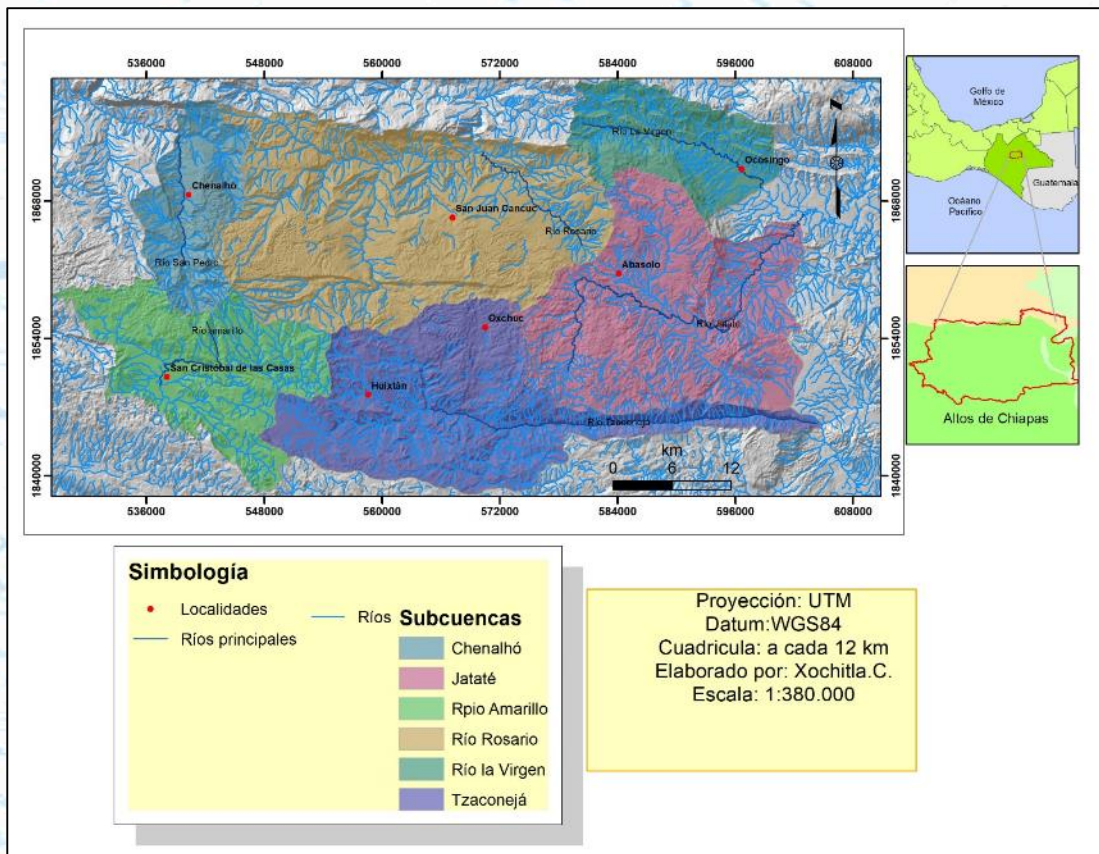 536000 548000 560000 572000 584000 596000 608000
1868000
1854000
1840000
Río La Virgen
Ocosingo
Chenalhó
San Juan Cancuc
Río Rosario
Río San Pedro
Abasolo
Río amarillo
Oxchuc
Río Jatate
San Cristóbal de las Casas
Huixtán
km
0 6 12
1868000
1854000
1840000
536000 548000 560000 572000 584000 596000 608000
Golfo de
México
Guatemala
Océano
Pacífico
Altos de Chiapas
Simbología
Localidades
Ríos principales
Ríos
Subcuencas
Chenalhó
Jataté
Rpio Amarillo
Río Rosario
Río la Virgen
Tzaconejá
Proyección: UTM
Datum:WGS84
Cuadricula: a cada 12 km
Elaborado por: Xochitla.C.
Escala: 1:380.000